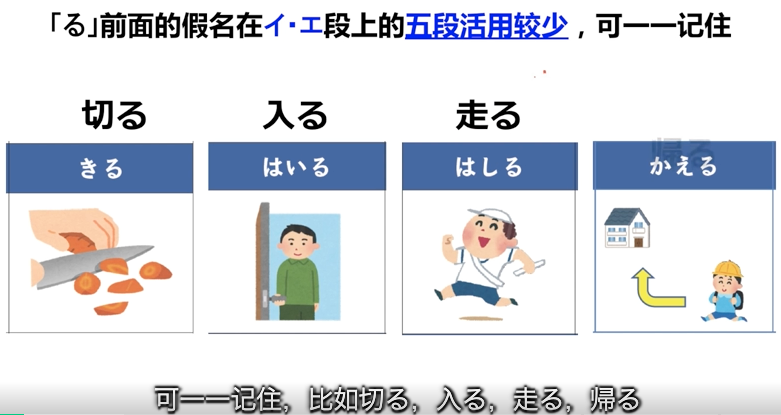 「る」前面的假名在イ・エ段上的五段活用较少，可一一记住
切る 入る 走る 帰る
きる はいる はしる かえる
可一一记住，比如切る，入る，走る，帰る